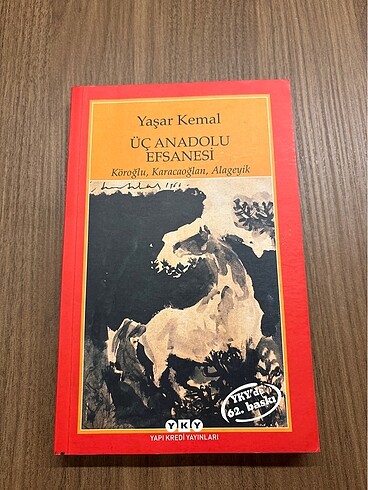 Yaşar Kemal
ÜÇ ANADOLU
EFSANESİ
Köroğlu, Karacaoğlan, Alageyik
YKY'de
62. baskı
YKY
YAPI KREDİ YAYINLARI